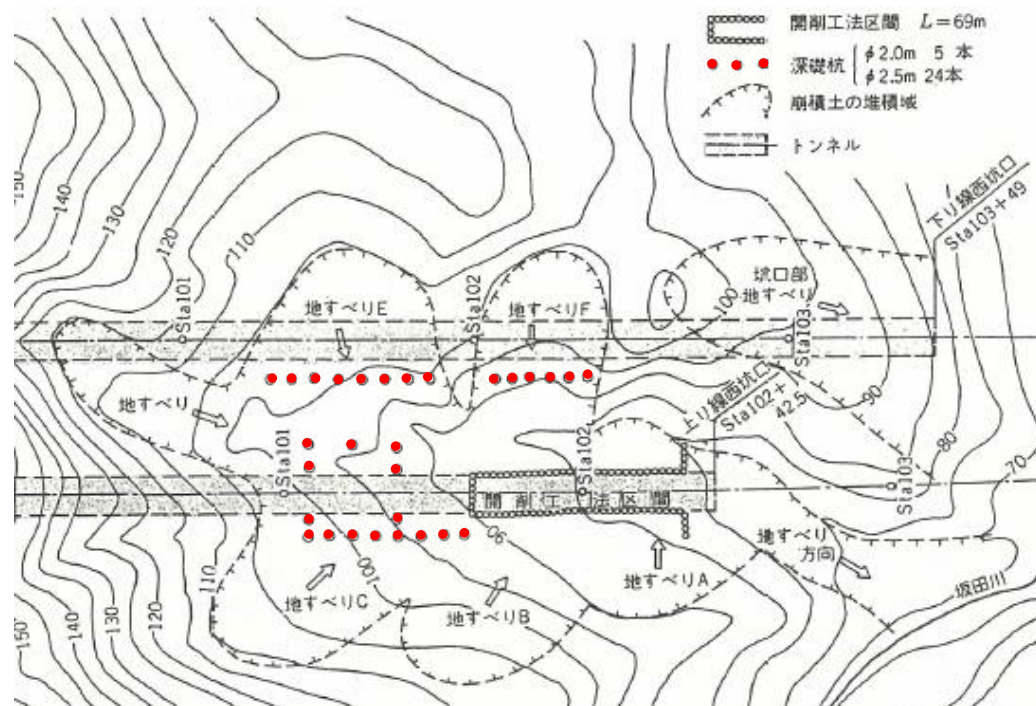 開削工法区間 L=69m
深礎杭
φ2.0m 5 本
φ2.5m 24本
崩積土の堆積域
トンネル
下り線西坑口
Sta103+49
150
140
130
120
110
Sta101
地すべりE
Sta102
地すべりF
100
坑口部
地すべり
Sta103
地すべり
上り線西坑口
Sta102+
42.5
90
80
70
Sta101
Sta102
Sta103
開削工法区間
90
100
110
地すべりC
地すべりB
地すべりA
地すべり
方向
坂田川
120
130
140
150